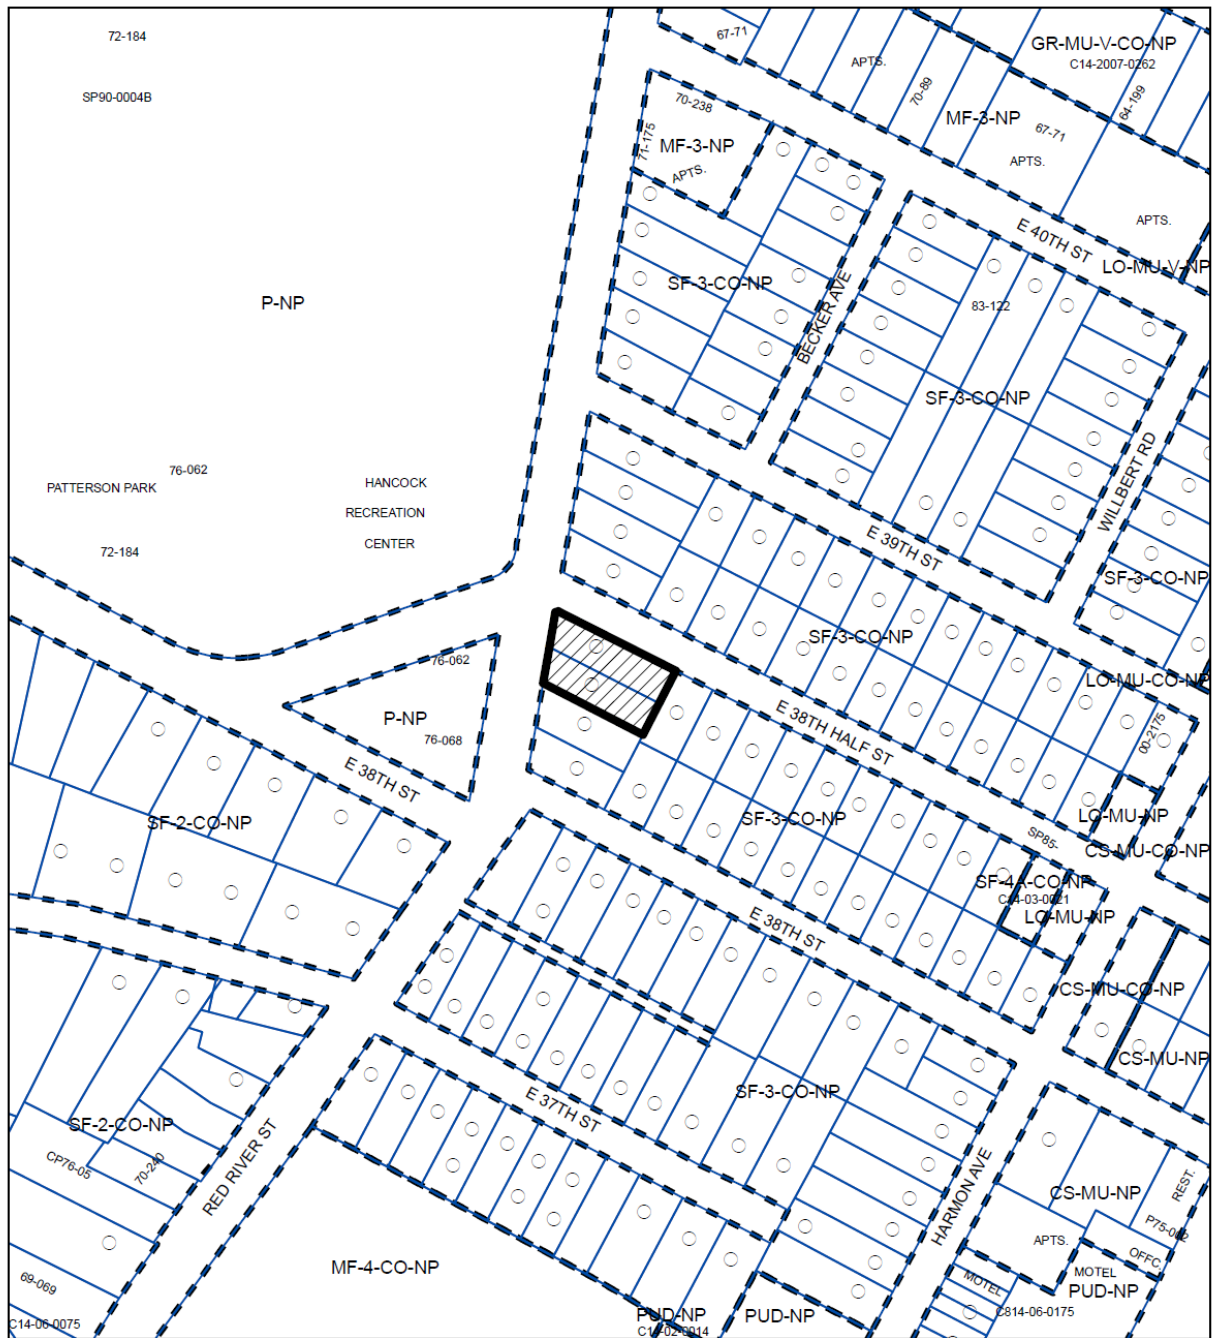 72-184
67-71
GR-MU-V-CO-NP
C14-2007-0262
APTS.
SP90-0004B
70-238
70-89
64-199
MF-3-NP
67-71
71-175
MF-3-NP
APTS.
APTS.
APTS.
E 40TH ST
LO-MU-V-NP
P-NP
SF-3-CO-NP
BECKER AVE
83-122
SF-3-CO-NP
76-062
PATTERSON PARK
HANCOCK
RECREATION
CENTER
72-184
WILLBERT RD
E 39TH ST
SF-3-CO-NP
SF-3-CO-NP
76-062
LO-MU-CO-NP
P-NP
76-068
E 38TH HALF ST
00-2175
E 38TH ST
SF-2-CO-NP
SF-3-CO-NP
LO-MU-NP
SP85-
CS-MU-CO-NP
SF-4A-CO-NP
C14-03-0021
LO-MU-NP
E 38TH ST
CS-MU-CO-NP
CS-MU-NP
SF-3-CO-NP
E 37TH ST
SF-2-CO-NP
CP76-05
70-240
RED RIVER ST
HARMON AVE
CS-MU-NP
REST.
APTS.
OFFC.
MF-4-CO-NP
MOTEL
MOTEL
PUD-NP
69-069
C14-06-0075
PUD-NP
C14-02-0014
PUD-NP
C814-06-0175